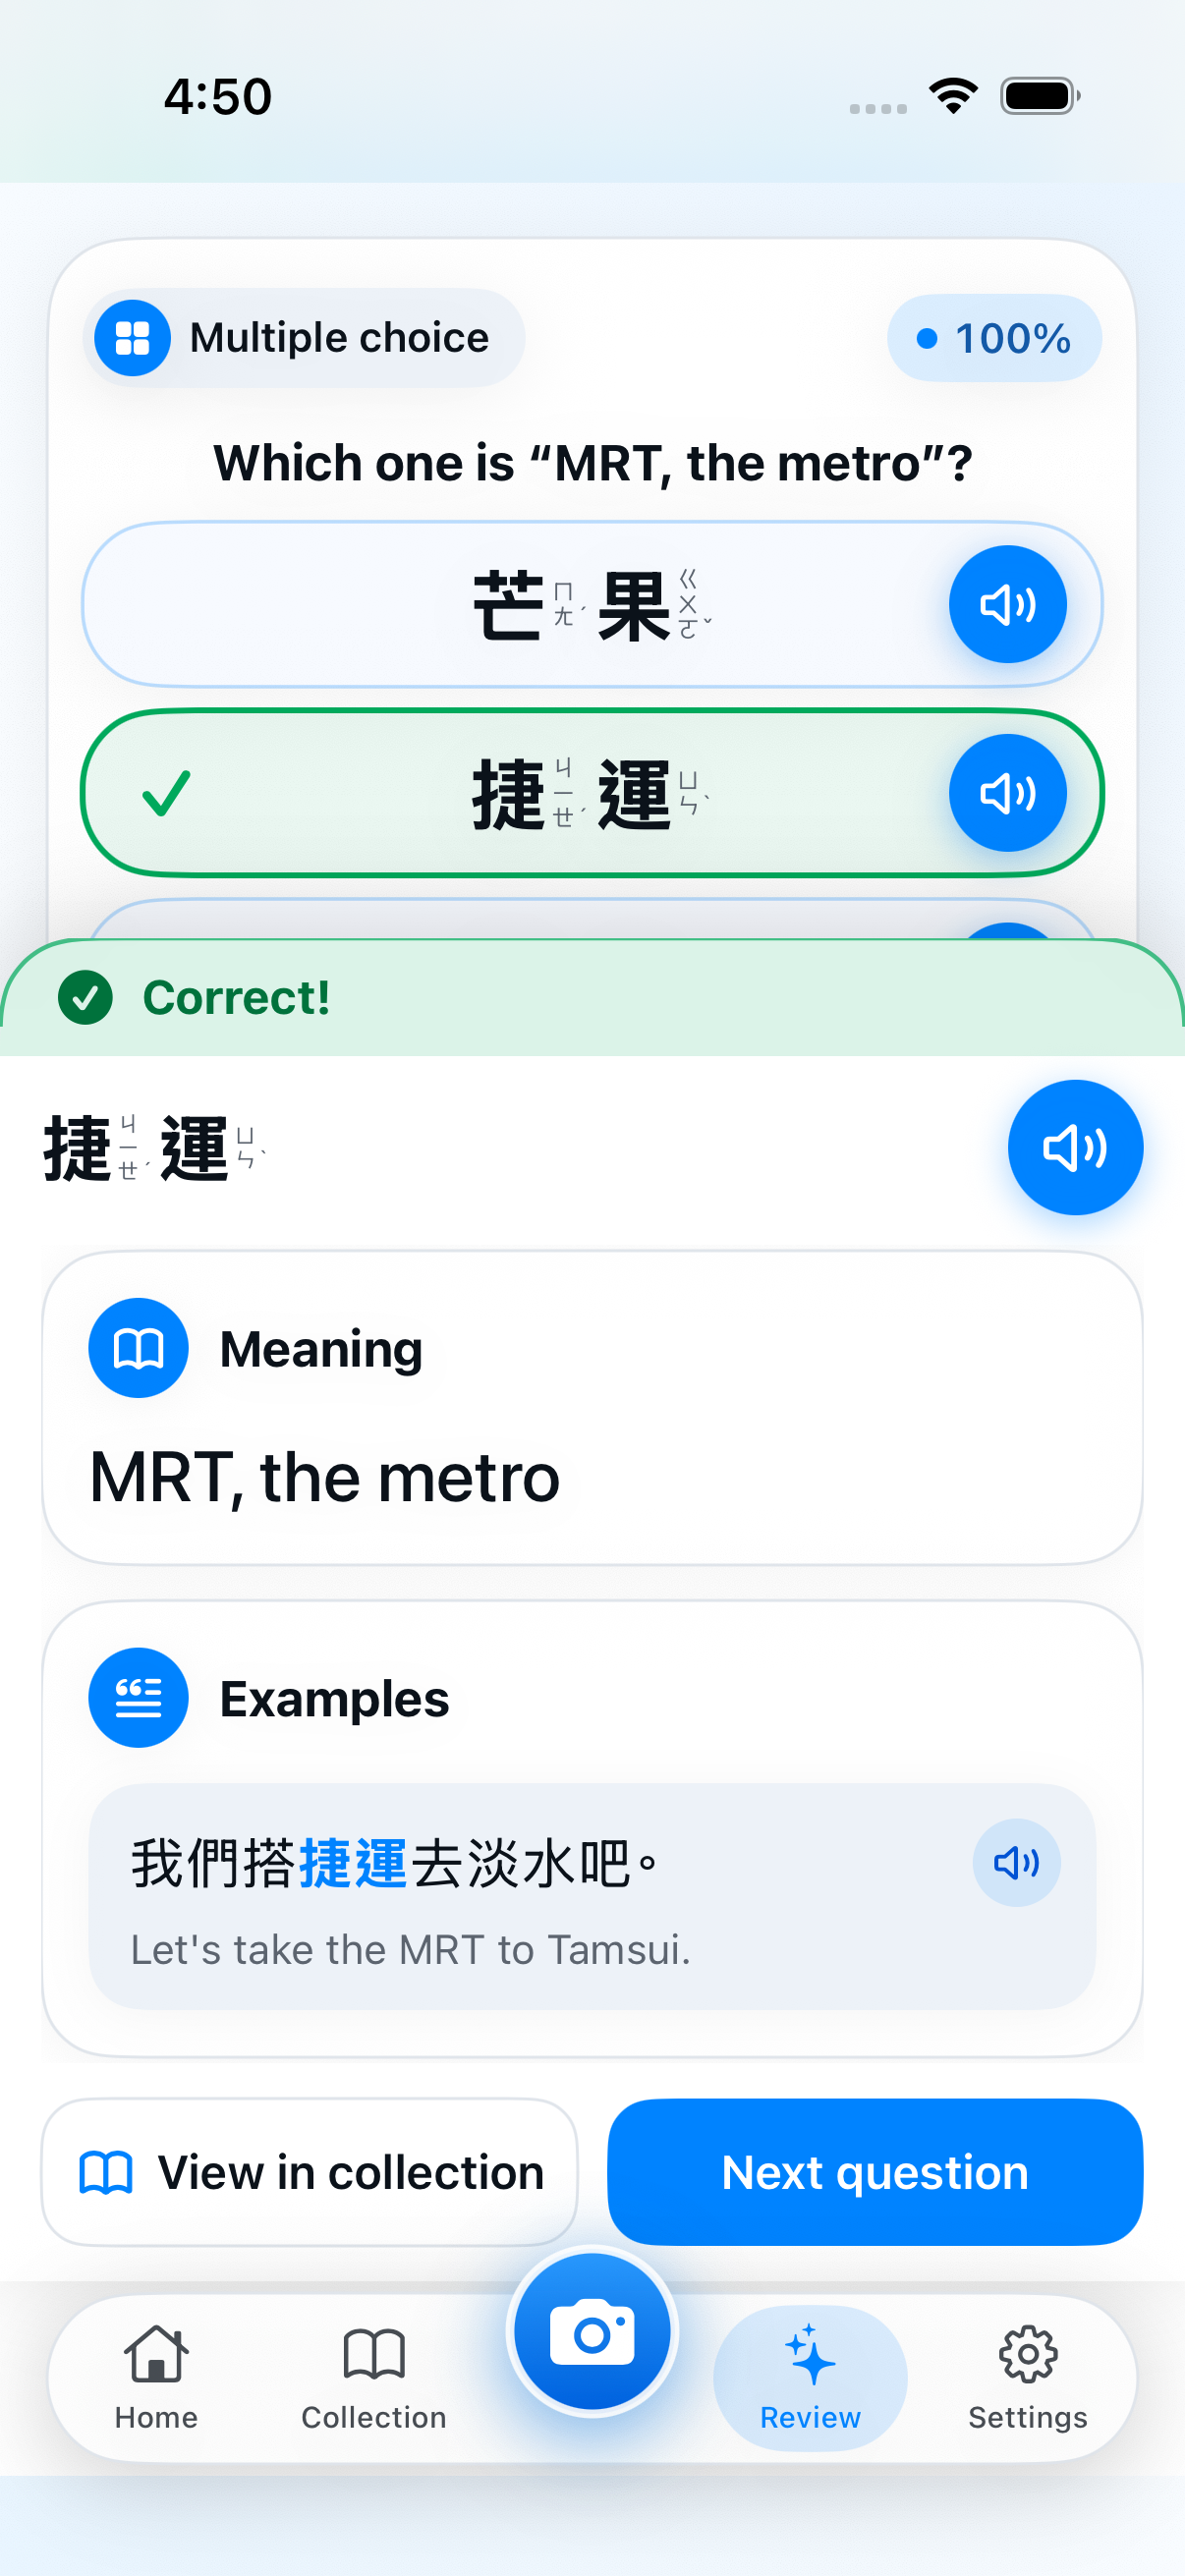 4:50
Multiple choice
100%
Which one is “MRT, the metro”?
芒ㄇㄤˊ果ㄍㄨㄛˇ
捷ㄐㄧㄝˊ運ㄩㄣˋ
Correct!
捷ㄐㄧㄝˊ運ㄩㄣˋ
Meaning
MRT, the metro
Examples
我們搭捷運去淡水吧。
Let's take the MRT to Tamsui.
View in collection
Next question
Home
Collection
Review
Settings